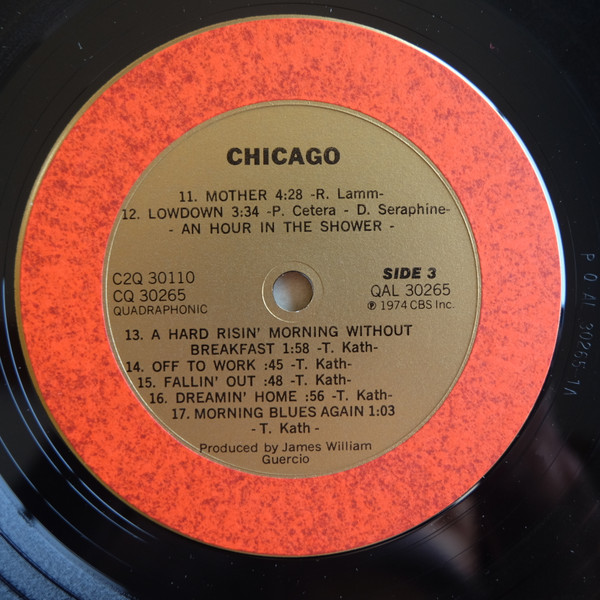 CHICAGO
11. MOTHER 4:28 -R. Lamm-
12. LOWDOWN 3:34 -P. Cetera - D. Seraphine-
- AN HOUR IN THE SHOWER -
C2Q 30110
CQ 30265
QUADRAPHONIC
SIDE 3
QAL 30265
℗ 1974 CBS Inc.
13. A HARD RISIN' MORNING WITHOUT
BREAKFAST 1:58 -T. Kath-
14. OFF TO WORK :45 -T. Kath-
15. FALLIN' OUT :48 -T. Kath-
16. DREAMIN' HOME :56 -T. Kath-
17. MORNING BLUES AGAIN 1:03
- T. Kath -
Produced by James William
Guercio
P O AL 30265-1A